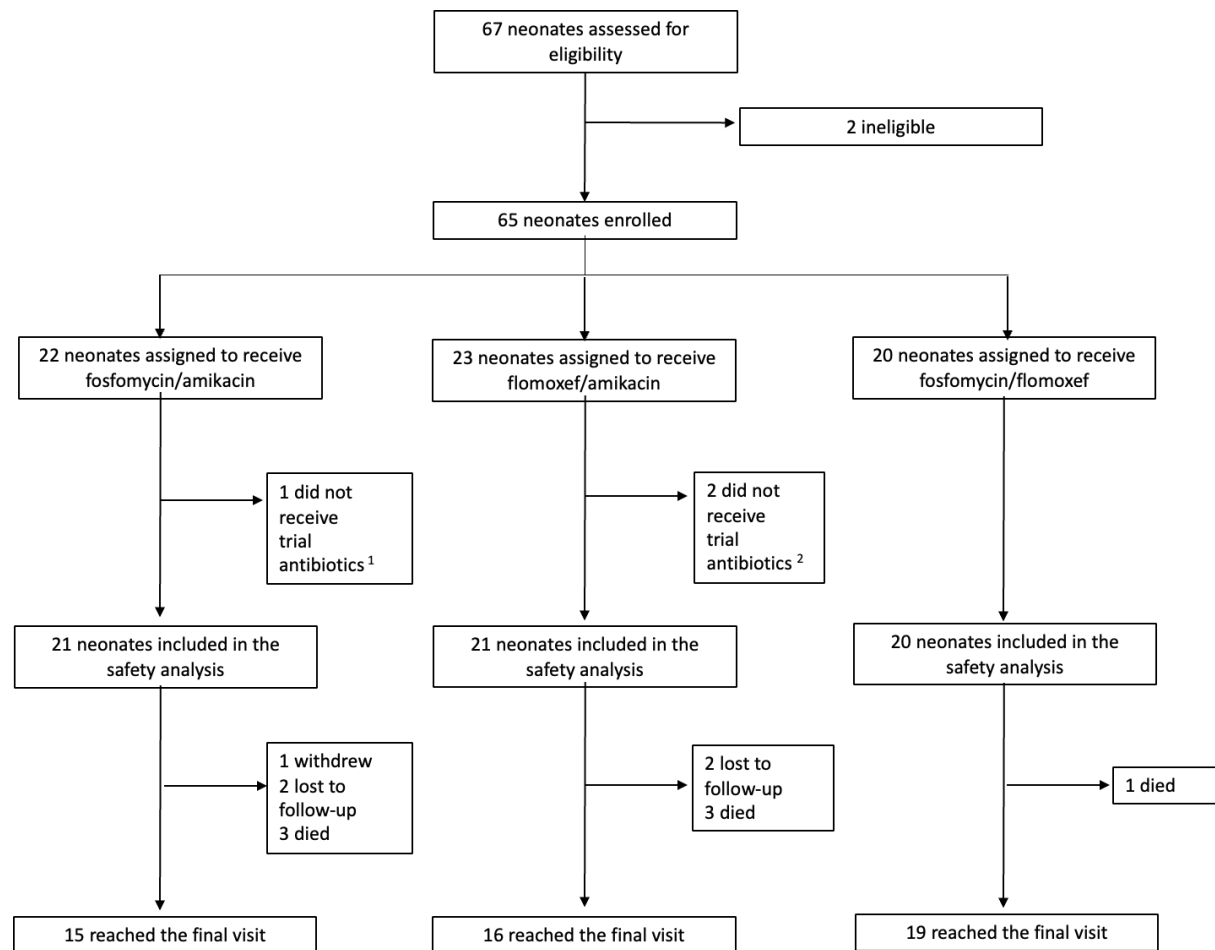 67 neonates assessed for
eligibility
2 ineligible
65 neonates enrolled
22 neonates assigned to receive
fosfomycin/amikacin
23 neonates assigned to receive
flomoxef/amikacin
20 neonates assigned to receive
fosfomycin/flomoxef
1 did not
receive
trial
antibiotics 1
2 did not
receive
trial
antibiotics 2
21 neonates included in the
safety analysis
21 neonates included in the
safety analysis
20 neonates included in the
safety analysis
1 withdrew
2 lost to
follow-up
3 died
2 lost to
follow-up
3 died
1 died
15 reached the final visit
16 reached the final visit
19 reached the final visit